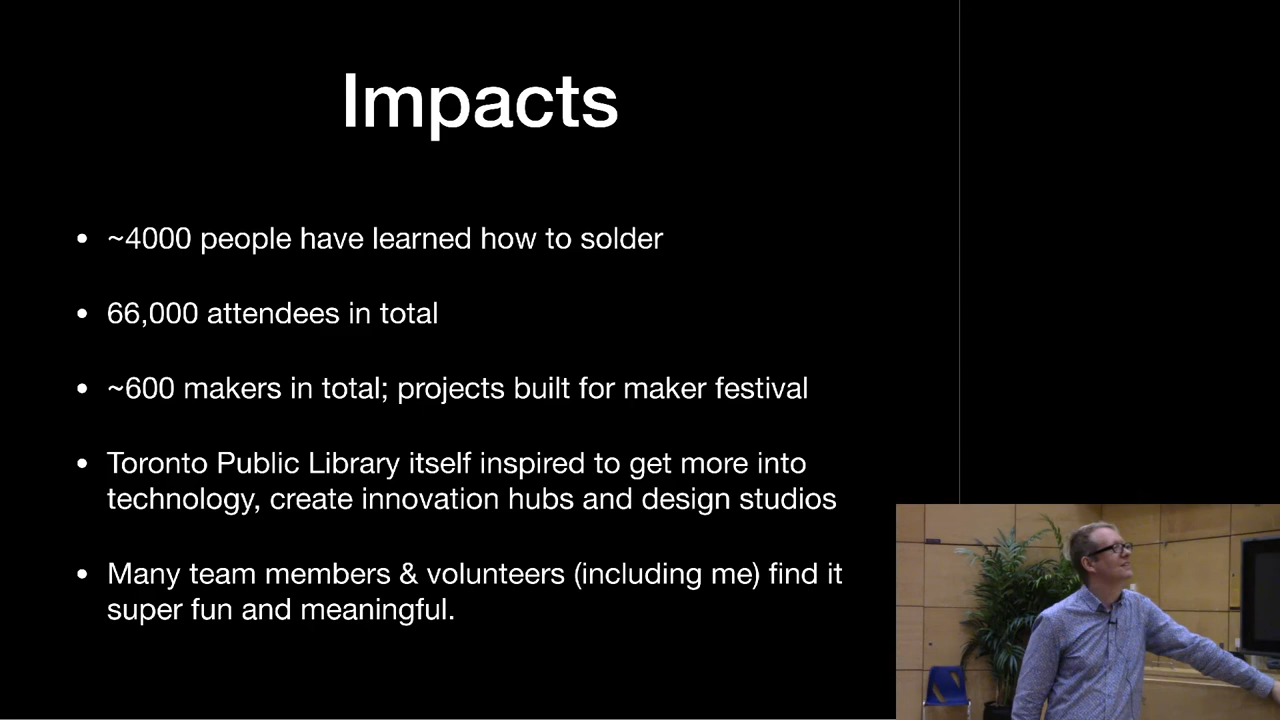 Impacts
• ~4000 people have learned how to solder
• 66,000 attendees in total
• ~600 makers in total; projects built for maker festival
• Toronto Public Library itself inspired to get more into
technology, create innovation hubs and design studios
• Many team members & volunteers (including me) find it
super fun and meaningful.